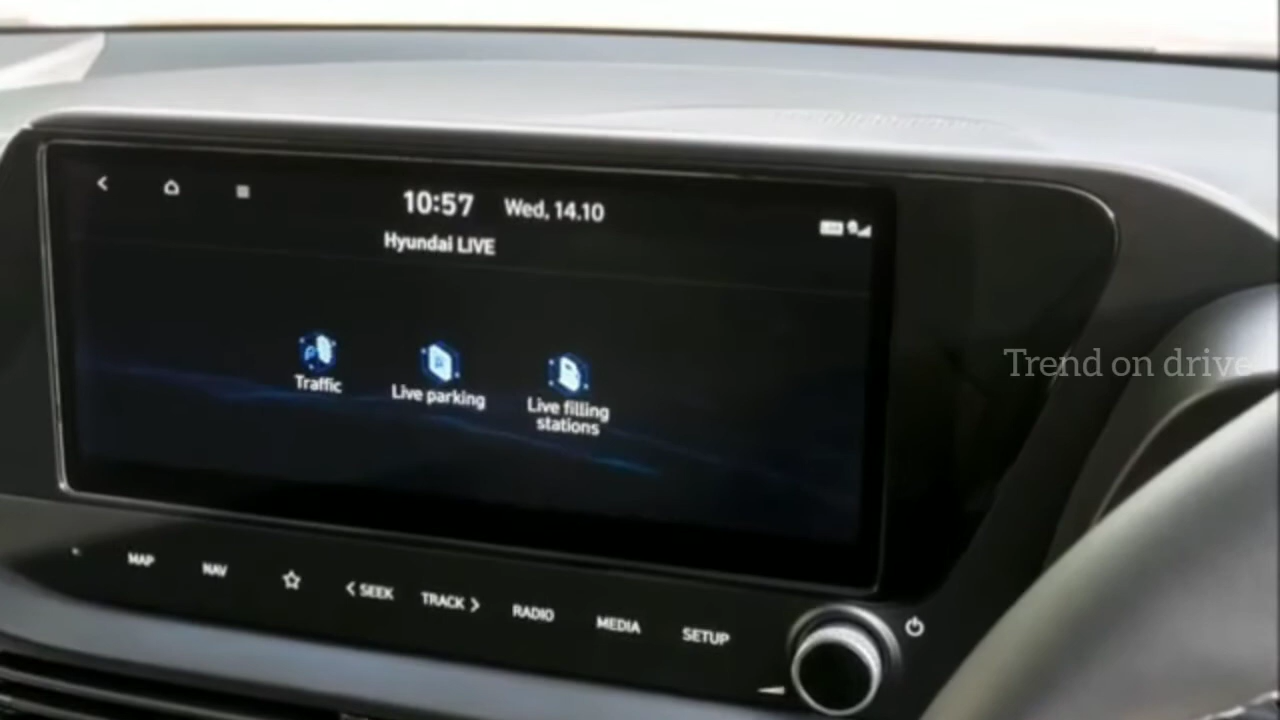 10:57 Wed, 14.10
Hyundai LIVE
Traffic
Live parking
Live filling
stations
Trend on drive
MAP NAV SEEK TRACK RADIO MEDIA SETUP